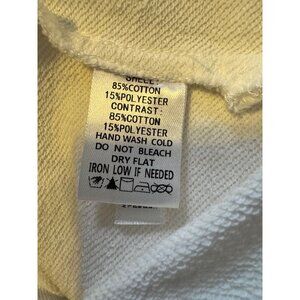 SHELL:
85%COTTON
15%POLYESTER
CONTRAST:
85%COTTON
15%POLYESTER
HAND WASH COLD
DO NOT BLEACH
DRY FLAT
IRON LOW IF NEEDED